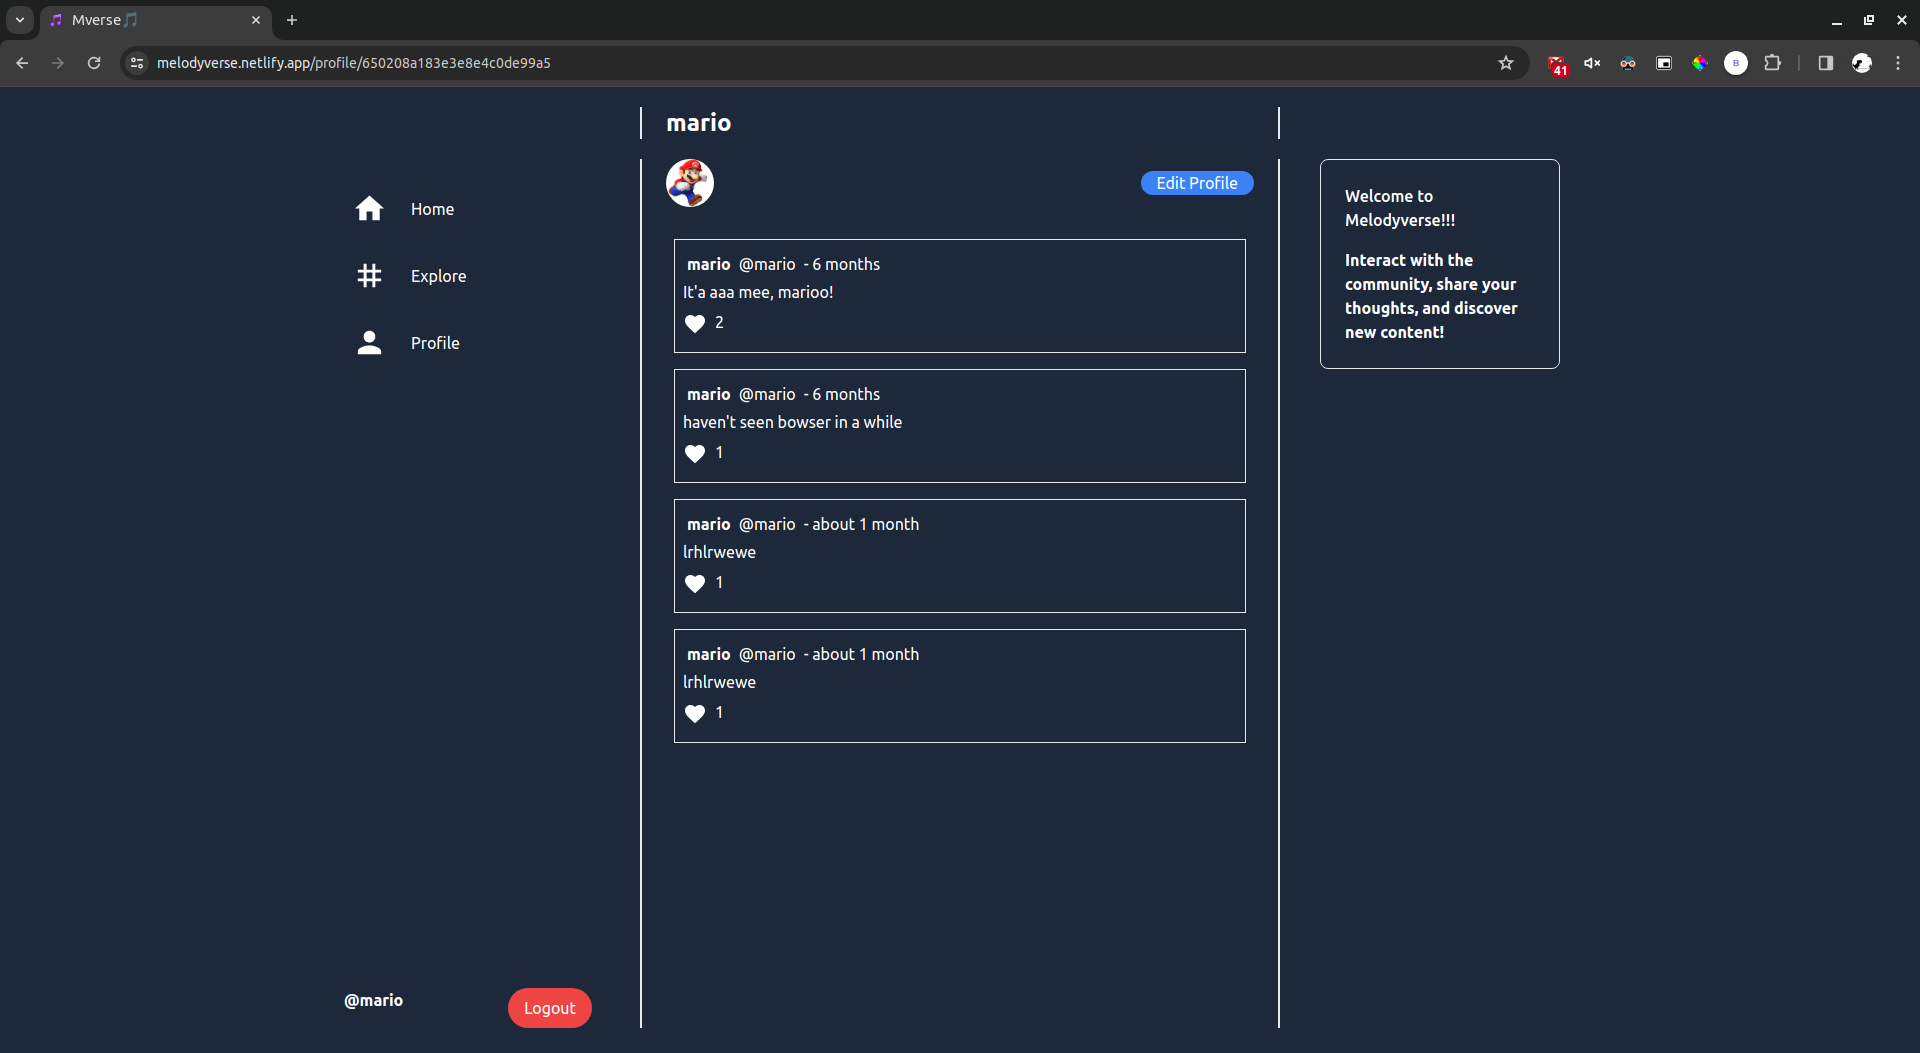 Mverse🎵
melodyverse.netlify.app/profile/650208a183e3e8e4c0de99a5
41
B
mario
Edit Profile
Home
Explore
Profile
mario @mario - 6 months
It'a aaa mee, marioo!
2
mario @mario - 6 months
haven't seen bowser in a while
1
mario @mario - about 1 month
lrhlrwewe
1
mario @mario - about 1 month
lrhlrwewe
1
Welcome to
Melodyverse!!!
Interact with the
community, share your
thoughts, and discover
new content!
@mario
Logout